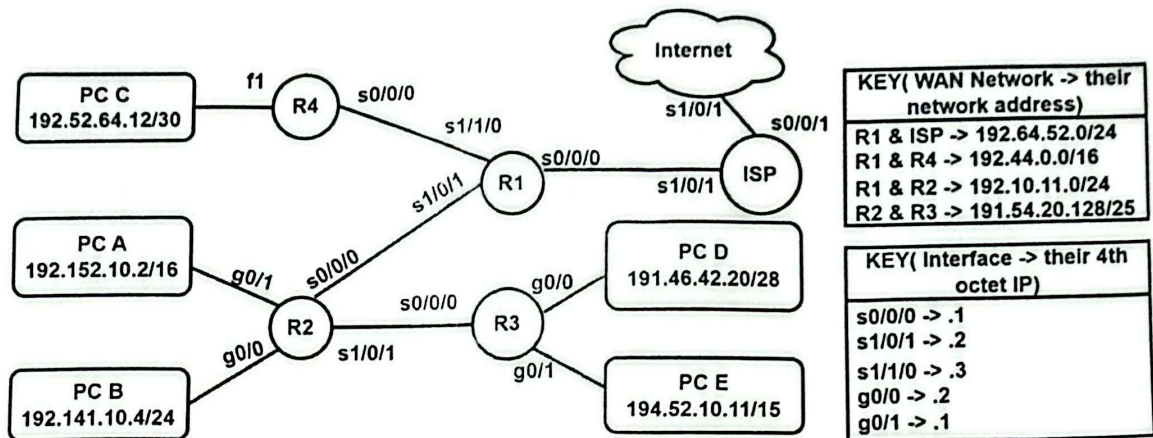 Internet
PC C
192.52.64.12/30
f1
R4
s0/0/0
s1/1/0
s1/0/1
s0/0/1
R1
s0/0/0
s1/0/1
ISP
s1/0/1
PC A
192.152.10.2/16
g0/1
s0/0/0
R2
g0/0
s1/0/1
PC B
192.141.10.4/24
s0/0/0
R3
g0/0
g0/1
PC D
191.46.42.20/28
PC E
194.52.10.11/15
KEY( WAN Network -> their
network address)
R1 & ISP -> 192.64.52.0/24
R1 & R4 -> 192.44.0.0/16
R1 & R2 -> 192.10.11.0/24
R2 & R3 -> 191.54.20.128/25
KEY( Interface -> their 4th
octet IP)
s0/0/0 -> .1
s1/0/1 -> .2
s1/1/0 -> .3
g0/0 -> .2
g0/1 -> .1